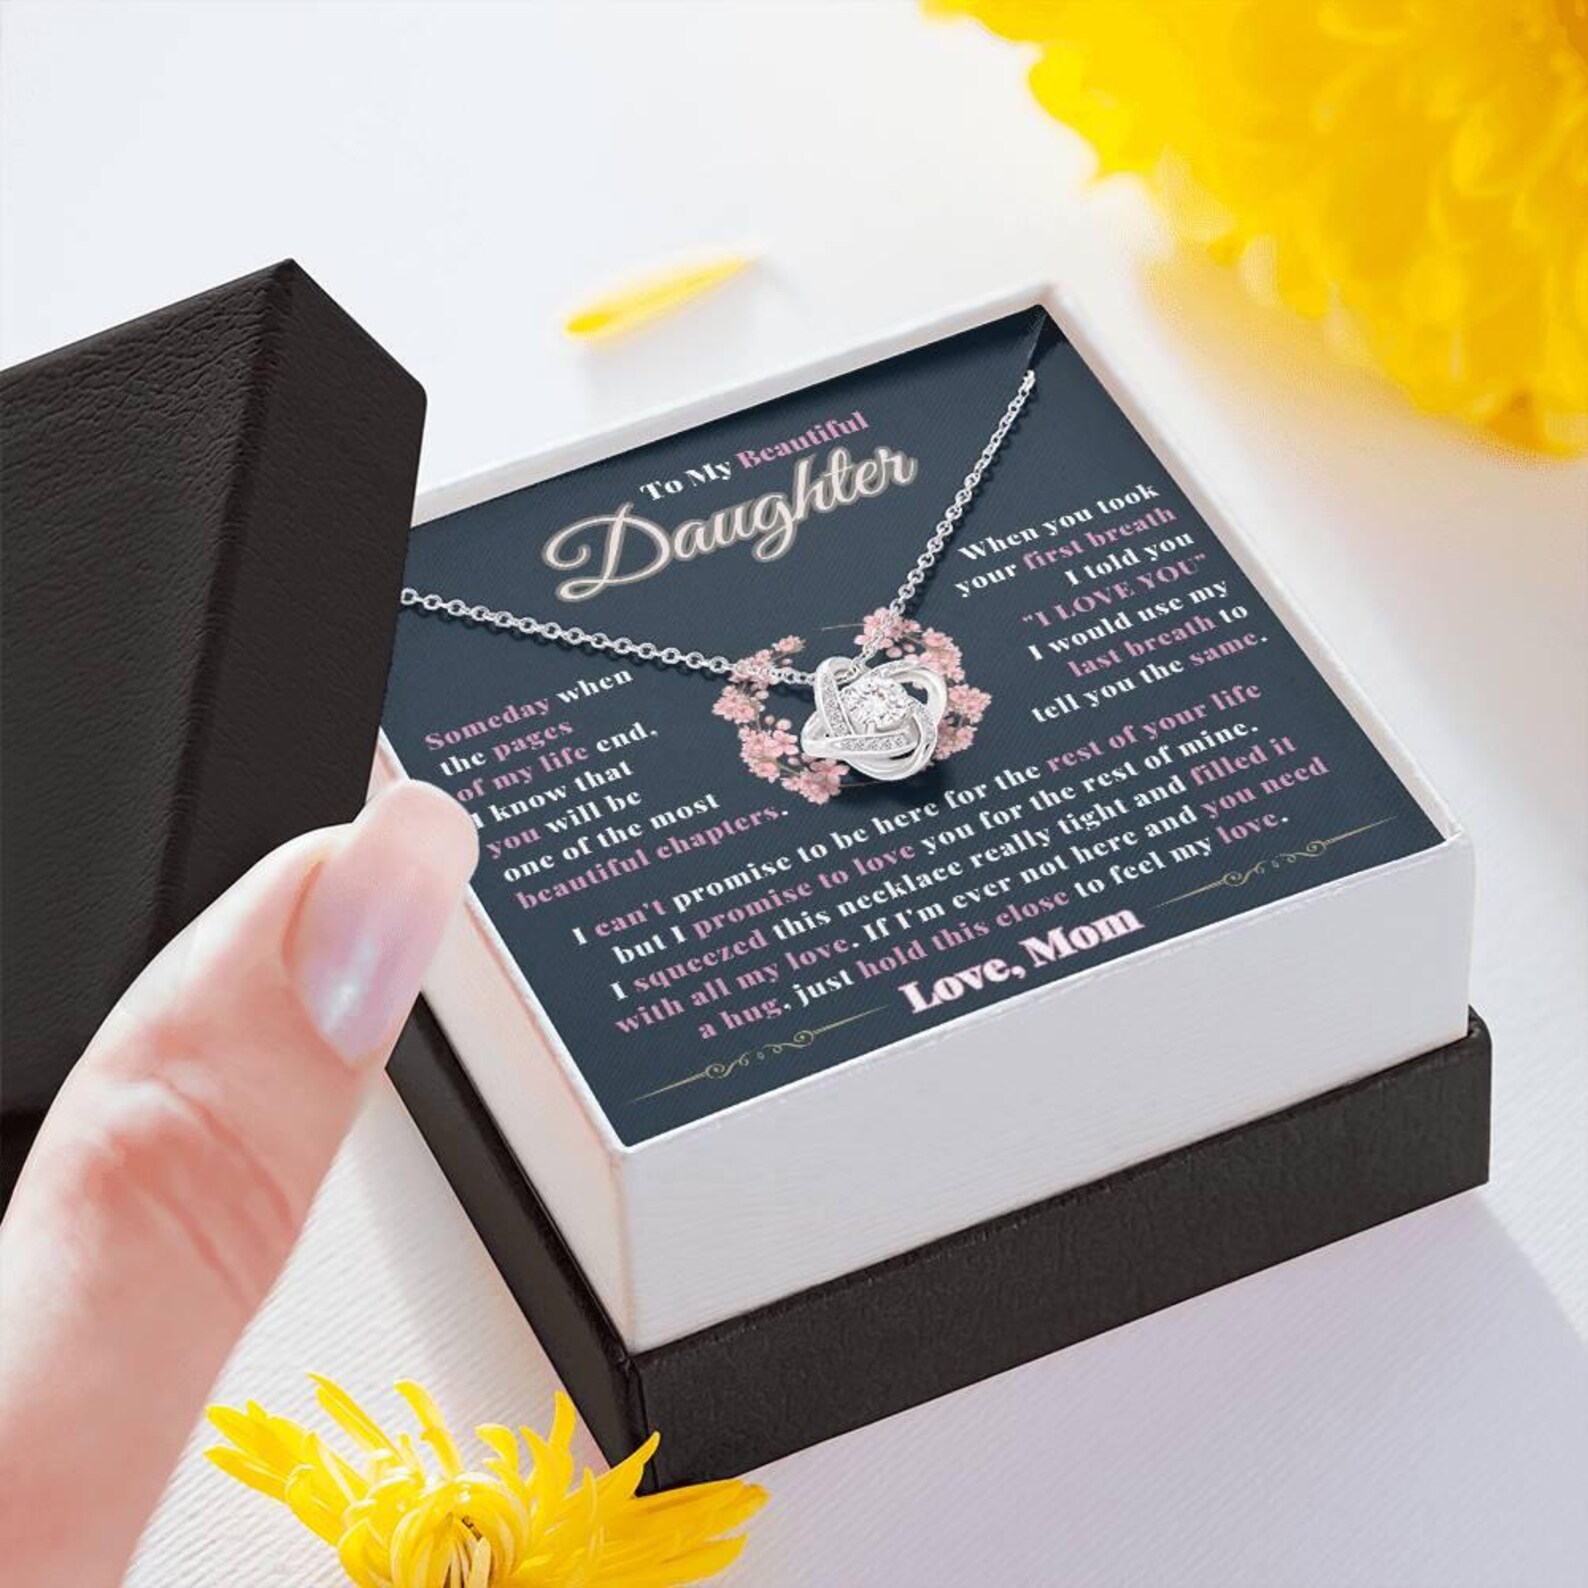 To My Beautiful
Daughter
When you took
your first breath
I told you
"I LOVE YOU"
I would use my
last breath to
tell you the same.
Someday when
the pages
of my life end,
I know that
you will be
one of the most
beautiful chapters.
I can't promise to be here for the rest of your life
but I promise to love you for the rest of mine.
I squeezed this necklace really tight and filled it
with all my love. If I'm ever not here and you need
a hug, just hold this close to feel my love.
Love, Mom